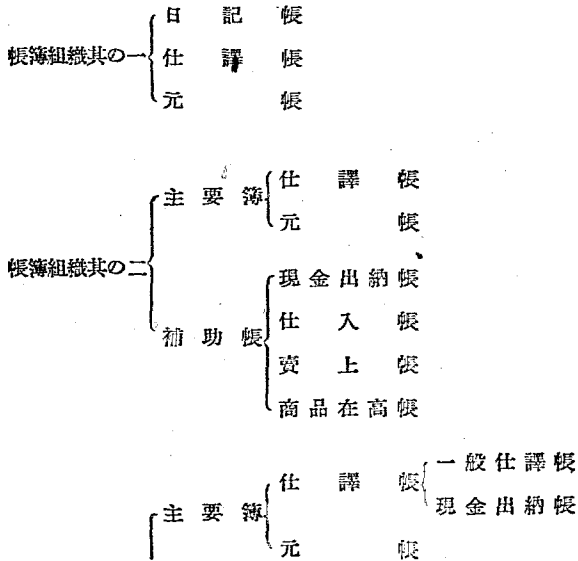 日記帳
帳簿組織其の一 仕譯帳
元帳
仕譯帳
主要簿
元帳
帳簿組織其の二
現金出納帳
仕入帳
補助帳
賣上帳
商品在高帳
一般仕譯帳
仕譯帳
現金出納帳
主要簿
元帳